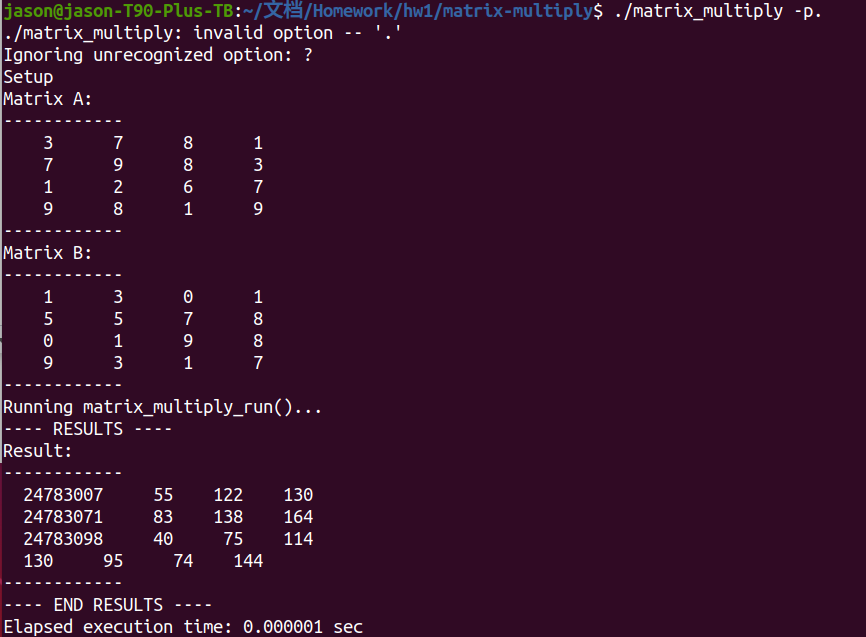 jason@jason-T90-Plus-TB:~/文档/Homework/hw1/matrix-multiply$ ./matrix_multiply -p.
./matrix_multiply: invalid option -- '.'
Ignoring unrecognized option: ?
Setup
Matrix A:
------------
    3      7      8      1
    7      9      8      3
    1      2      6      7
    9      8      1      9
------------
Matrix B:
------------
    1      3      0      1
    5      5      7      8
    0      1      9      8
    9      3      1      7
------------
Running matrix_multiply_run()...
---- RESULTS ----
Result:
------------
  24783007     55    122    130
  24783071     83    138    164
  24783098     40     75    114
  130     95     74    144
------------
---- END RESULTS ----
Elapsed execution time: 0.000001 sec